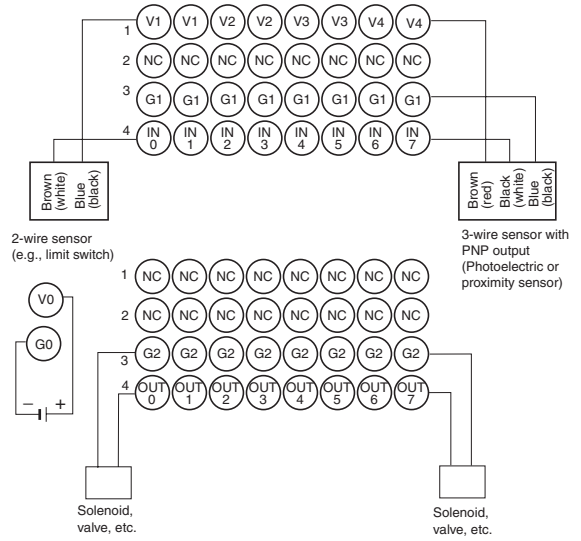 1 V1 V1 V2 V2 V3 V3 V4 V4
2 NC NC NC NC NC NC NC NC
3 G1 G1 G1 G1 G1 G1 G1 G1
4 IN 0 IN 1 IN 2 IN 3 IN 4 IN 5 IN 6 IN 7
Brown
(white)
Blue
(black)
2-wire sensor
(e.g., limit switch)
Brown
(red)
Black
(white)
Blue
(black)
3-wire sensor with
PNP output
(Photoelectric or
proximity sensor)
1 NC NC NC NC NC NC NC NC
2 NC NC NC NC NC NC NC NC
3 G2 G2 G2 G2 G2 G2 G2 G2
4 OUT 0 OUT 1 OUT 2 OUT 3 OUT 4 OUT 5 OUT 6 OUT 7
V0
G0
– +
Solenoid,
valve, etc.
Solenoid,
valve, etc.